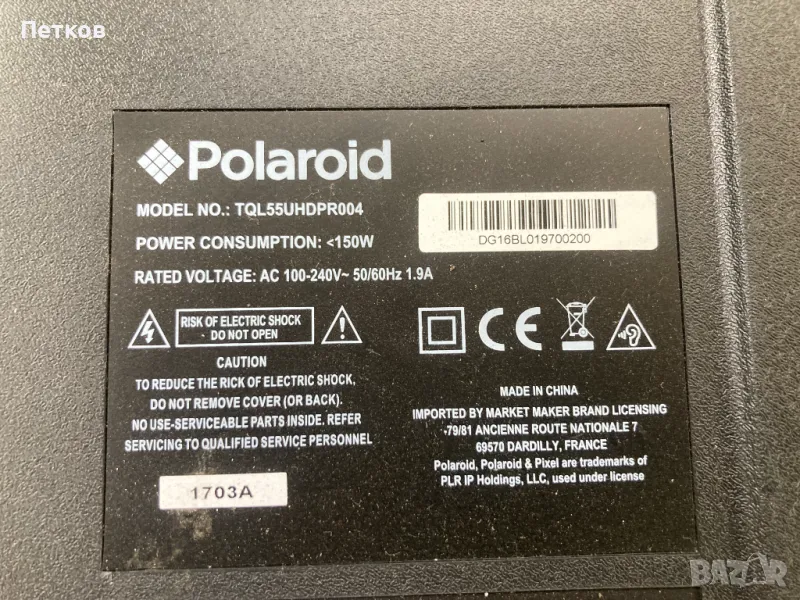 Петков
Polaroid
MODEL NO.: TQL55UHDPR004
POWER CONSUMPTION: <150W
RATED VOLTAGE: AC 100-240V~ 50/60Hz 1.9A
DG16BL019700200
RISK OF ELECTRIC SHOCK
DO NOT OPEN
CAUTION
TO REDUCE THE RICK OF ELECTRIC SHOCK,
DO NOT REMOVE COVER (OR BACK).
NO USE-SERVICEABLE PARTS INSIDE. REFER
SERVICING TO QUALIFIED SERVICE PERSONNEL
1703A
CE
MADE IN CHINA
IMPORTED BY MARKET MAKER BRAND LICENSING
-79/81 ANCIENNE ROUTE NATIONALE 7
69570 DARDILLY, FRANCE
Polaroid, Polaroid & Pixel are trademarks of
PLR IP Holdings, LLC, used under license
BAZAR